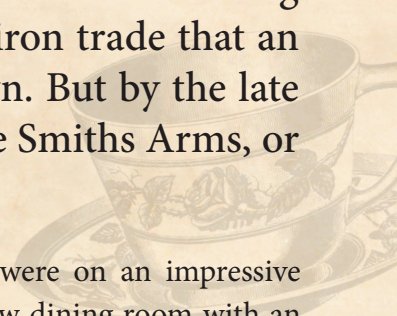 iron trade that an
n. But by the late
e Smiths Arms, or
were on an impressive
w dining room with an